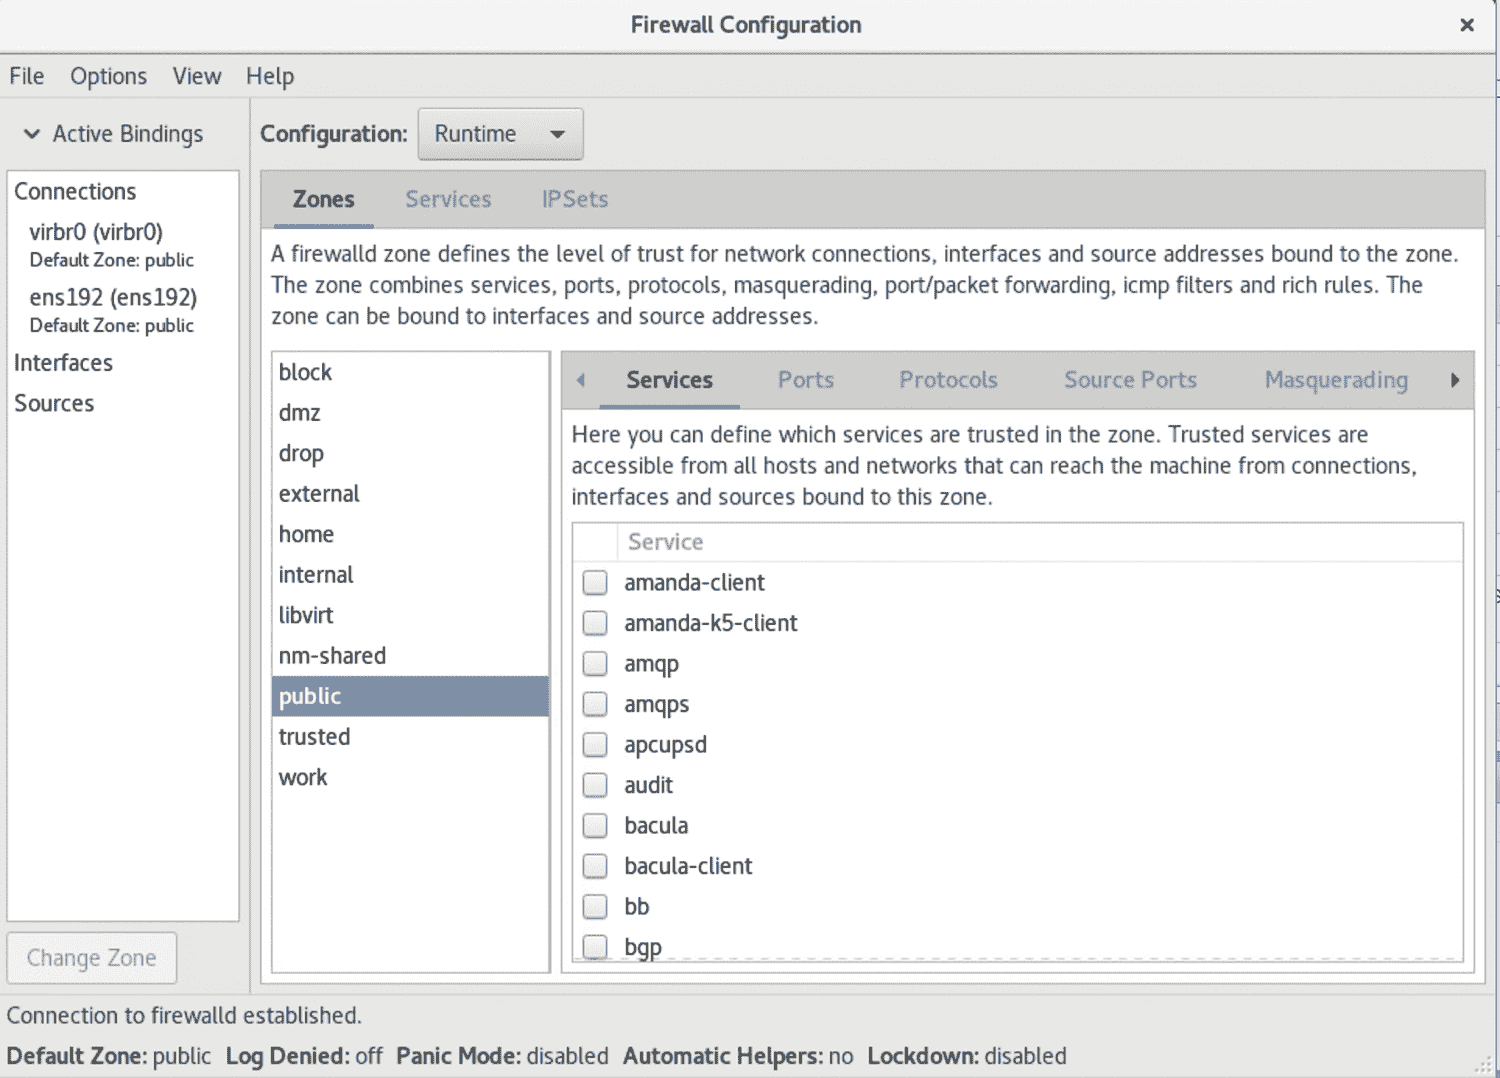 Firewall Configuration
File Options View Help
Active Bindings
Configuration: Runtime
Connections
virbr0 (virbr0)
Default Zone: public
ens192 (ens192)
Default Zone: public
Interfaces
Sources
Change Zone
Zones Services IPSets
A firewalld zone defines the level of trust for network connections, interfaces and source addresses bound to the zone.
The zone combines services, ports, protocols, masquerading, port/packet forwarding, icmp filters and rich rules. The
zone can be bound to interfaces and source addresses.
block
dmz
drop
external
home
internal
libvirt
nm-shared
public
trusted
work
Services Ports Protocols Source Ports Masquerading
Here you can define which services are trusted in the zone. Trusted services are
accessible from all hosts and networks that can reach the machine from connections,
interfaces and sources bound to this zone.
Service
amanda-client
amanda-k5-client
amqp
amqps
apcupsd
audit
bacula
bacula-client
bb
bgp
Connection to firewalld established.
Default Zone: public Log Denied: off Panic Mode: disabled Automatic Helpers: no Lockdown: disabled